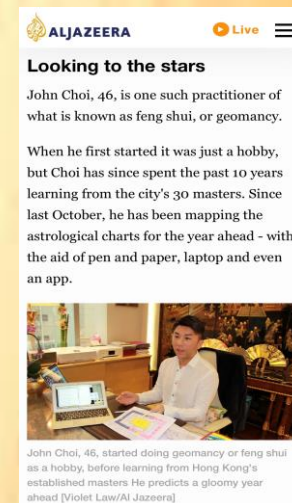 ALJAZEERA
Live
Looking to the stars
John Choi, 46, is one such practitioner of
what is known as feng shui, or geomancy.
When he first started it was just a hobby,
but Choi has since spent the past 10 years
learning from the city's 30 masters. Since
last October, he has been mapping the
astrological charts for the year ahead - with
the aid of pen and paper, laptop and even
an app.
John Choi, 46, started doing geomancy or feng shui
as a hobby, before learning from Hong Kong's
established masters He predicts a gloomy year
ahead [Violet Law/Al Jazeera]